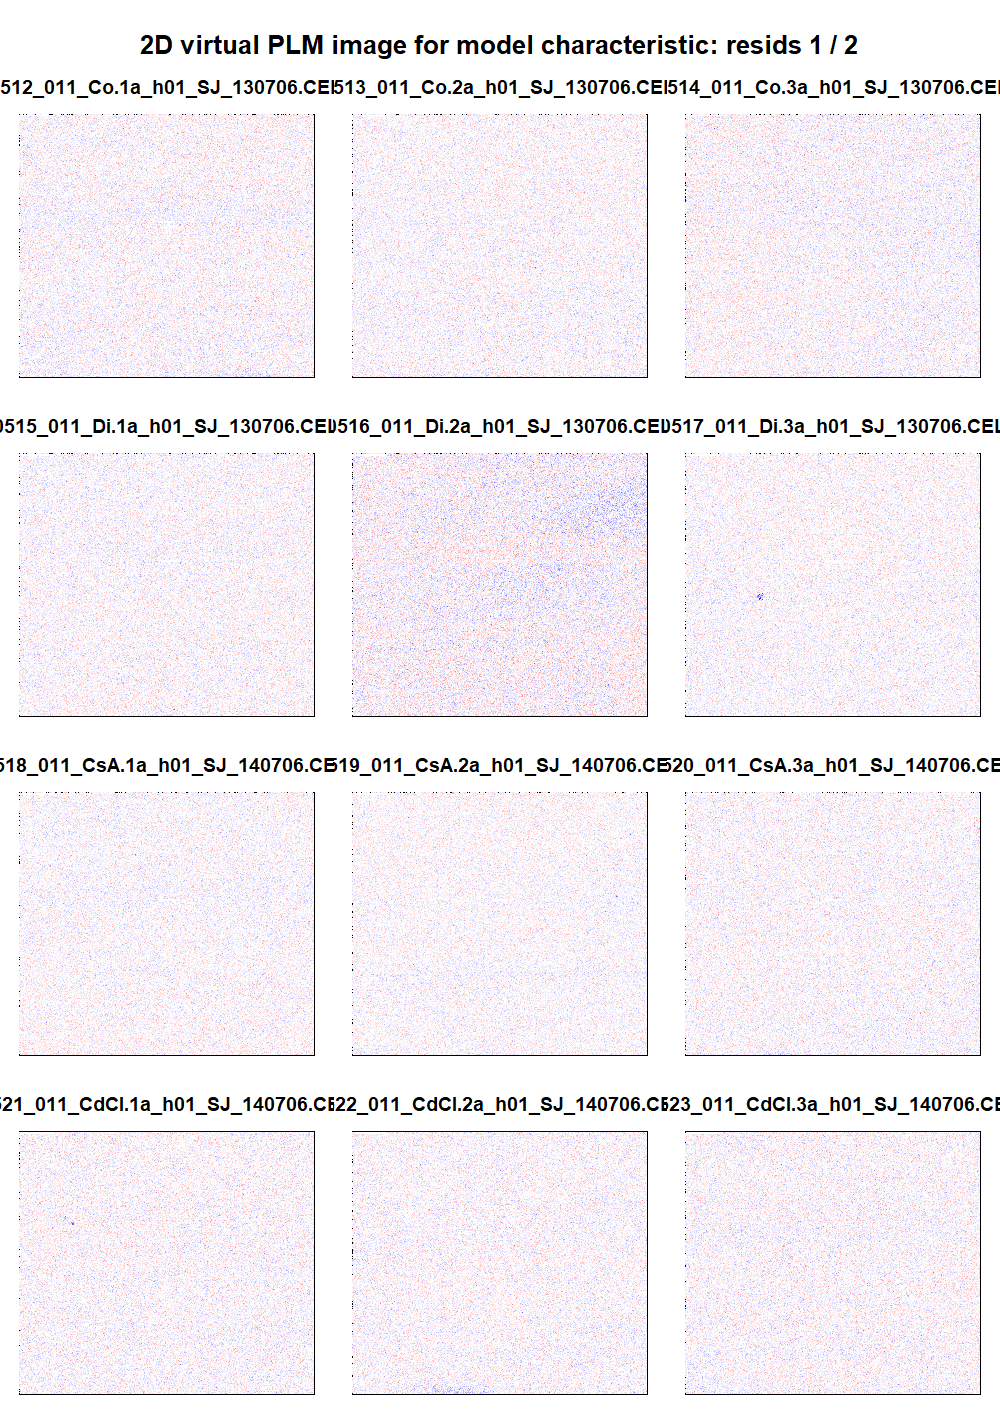 2D virtual PLM image for model characteristic: resids 1 / 2
512_011_Co.1a_h01_SJ_130706.CEL
513_011_Co.2a_h01_SJ_130706.CEL
514_011_Co.3a_h01_SJ_130706.CEL
0515_011_Di.1a_h01_SJ_130706.CEL
0516_011_Di.2a_h01_SJ_130706.CEL
0517_011_Di.3a_h01_SJ_130706.CEL
518_011_CsA.1a_h01_SJ_140706.CE
519_011_CsA.2a_h01_SJ_140706.CE
520_011_CsA.3a_h01_SJ_140706.CE
521_011_CdCl.1a_h01_SJ_140706.CE
522_011_CdCl.2a_h01_SJ_140706.CE
523_011_CdCl.3a_h01_SJ_140706.CE